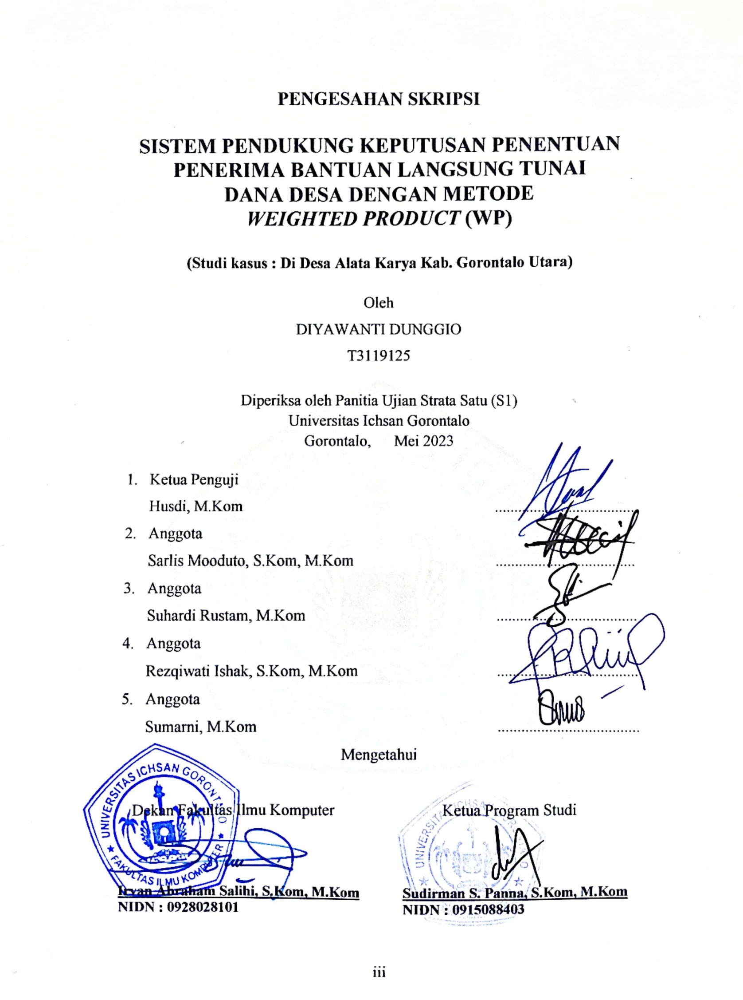 PENGESAHAN SKRIPSI
SISTEM PENDUKUNG KEPUTUSAN PENENTUAN
PENERIMA BANTUAN LANGSUNG TUNAI
DANA DESA DENGAN METODE
WEIGHTED PRODUCT (WP)
(Studi kasus : Di Desa Alata Karya Kab. Gorontalo Utara)
Oleh
DIYAWANTI DUNGGIO
T3119125
Diperiksa oleh Panitia Ujian Strata Satu (S1)
Universitas Ichsan Gorontalo
Gorontalo, Mei 2023
1. Ketua Penguji
Husdi, M.Kom ....................................
2. Anggota
Sarlis Mooduto, S.Kom, M.Kom ....................................
3. Anggota
Suhardi Rustam, M.Kom ....................................
4. Anggota
Rezqiwati Ishak, S.Kom, M.Kom ....................................
5. Anggota
Sumarni, M.Kom ....................................
Mengetahui
UNIVERSITAS ICHSAN GORONTALO
FAKULTAS ILMU KOMPUTER
Dekan Fakultas Ilmu Komputer
Irvan Abraham Salihi, S.Kom, M.Kom
NIDN : 0928028101
Ketua Program Studi
Sudirman S. Panna, S.Kom, M.Kom
NIDN : 0915088403
iii